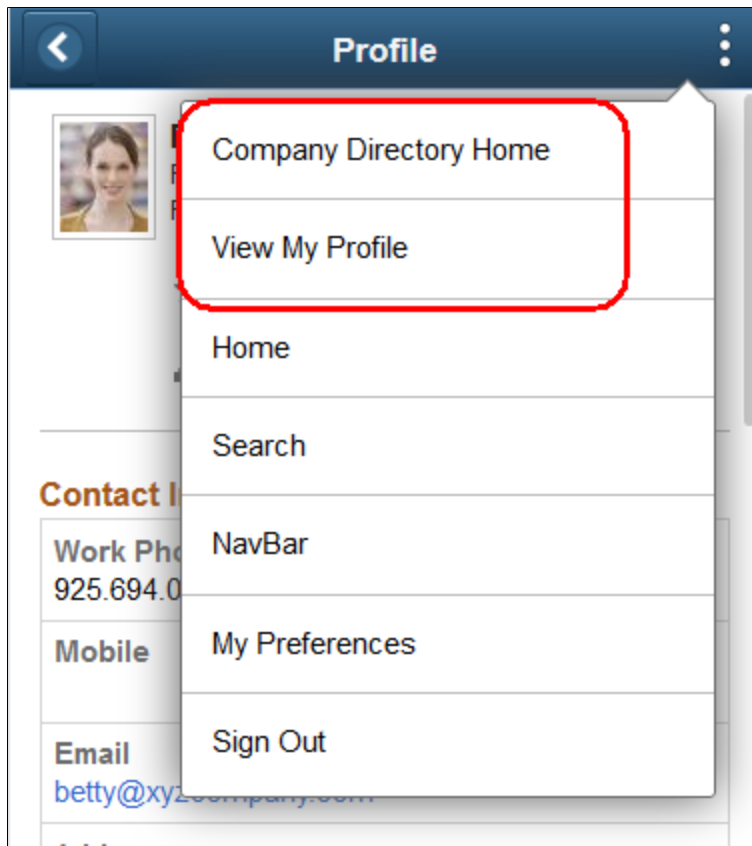 Profile
Company Directory Home
View My Profile
Home
Search
NavBar
My Preferences
Sign Out
Contact
Work
925.694.0
Mobile
Email